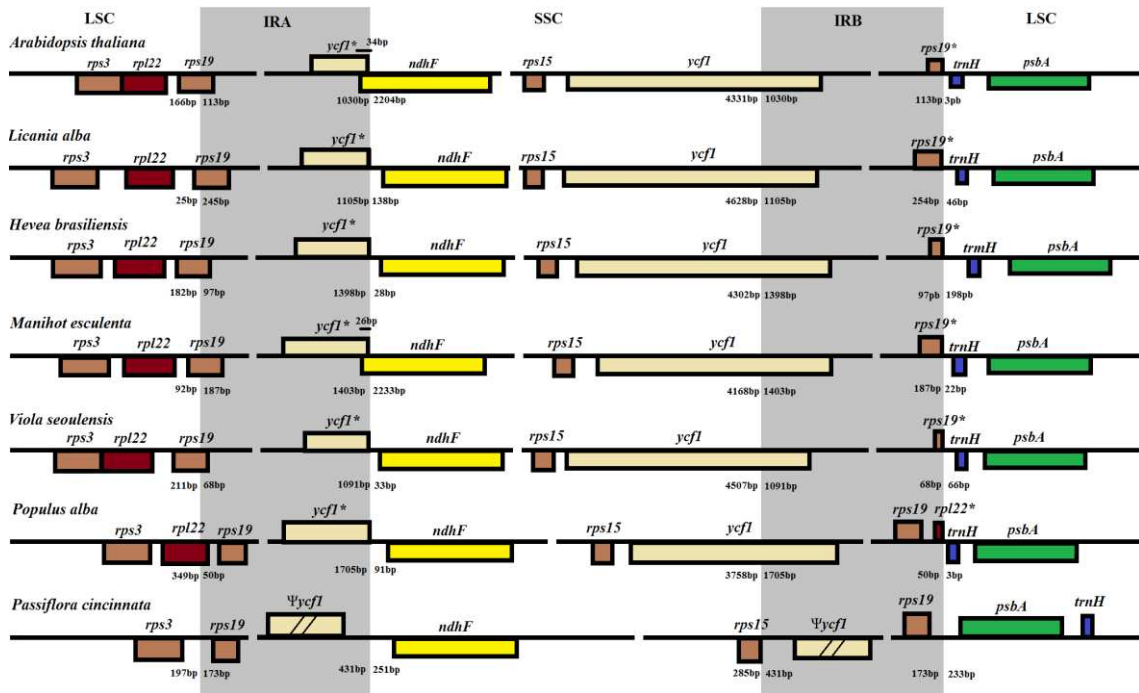 LSC IRA SSC IRB LSC
Arabidopsis thaliana
rps3 rpl22 rps19 ycf1* 34bp ndhF rps15 ycf1 rps19* trnH psbA
166bp 113bp 1030bp 2204bp 4331bp 1030bp 113bp 3pb
Licania alba
rps3 rpl22 rps19 ycf1* ndhF rps15 ycf1 rps19* trnH psbA
25bp 245bp 1105bp 138bp 4628bp 1105bp 254bp 46bp
Hevea brasiliensis
rps3 rpl22 rps19 ycf1* ndhF rps15 ycf1 rps19* trmH psbA
182bp 97bp 1398bp 28bp 4302bp 1398bp 97pb 198bp
Manihot esculenta
rps3 rpl22 rps19 ycf1* 26bp ndhF rps15 ycf1 rps19* trnH psbA
92bp 187bp 1403bp 2233bp 4168bp 1403bp 187bp 22bp
Viola seoulensis
rps3 rpl22 rps19 ycf1* ndhF rps15 ycf1 rps19* trnH psbA
211bp 68bp 1091bp 33bp 4507bp 1091bp 68bp 66bp
Populus alba
rps3 rpl22 rps19 ycf1* ndhF rps15 ycf1 rps19 rpl22* trnH psbA
349bp 50bp 1705bp 91bp 3758bp 1705bp 50bp 3bp
Passiflora cincinnata
rps3 rps19 Ψycf1 ndhF rps15 Ψycf1 rps19 psbA trnH
197bp 173bp 431bp 251bp 285bp 431bp 173bp 233bp